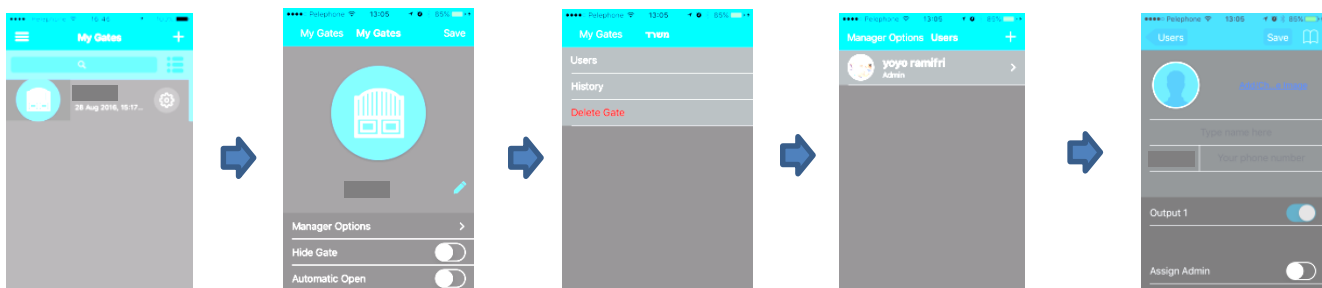 16:46
My Gates +
28 Aug 2016, 15:17...
Pelephone 13:05 85%
My Gates My Gates Save
Manager Options >
Hide Gate
Automatic Open
Pelephone 13:05 85%
My Gates משרד
Users
History
Delete Gate
Pelephone 13:05 85%
Manager Options Users +
yoyo ramifri
Admin
Pelephone 13:05 85%
Users Save
Type name here
Your phone number
Output 1
Assign Admin